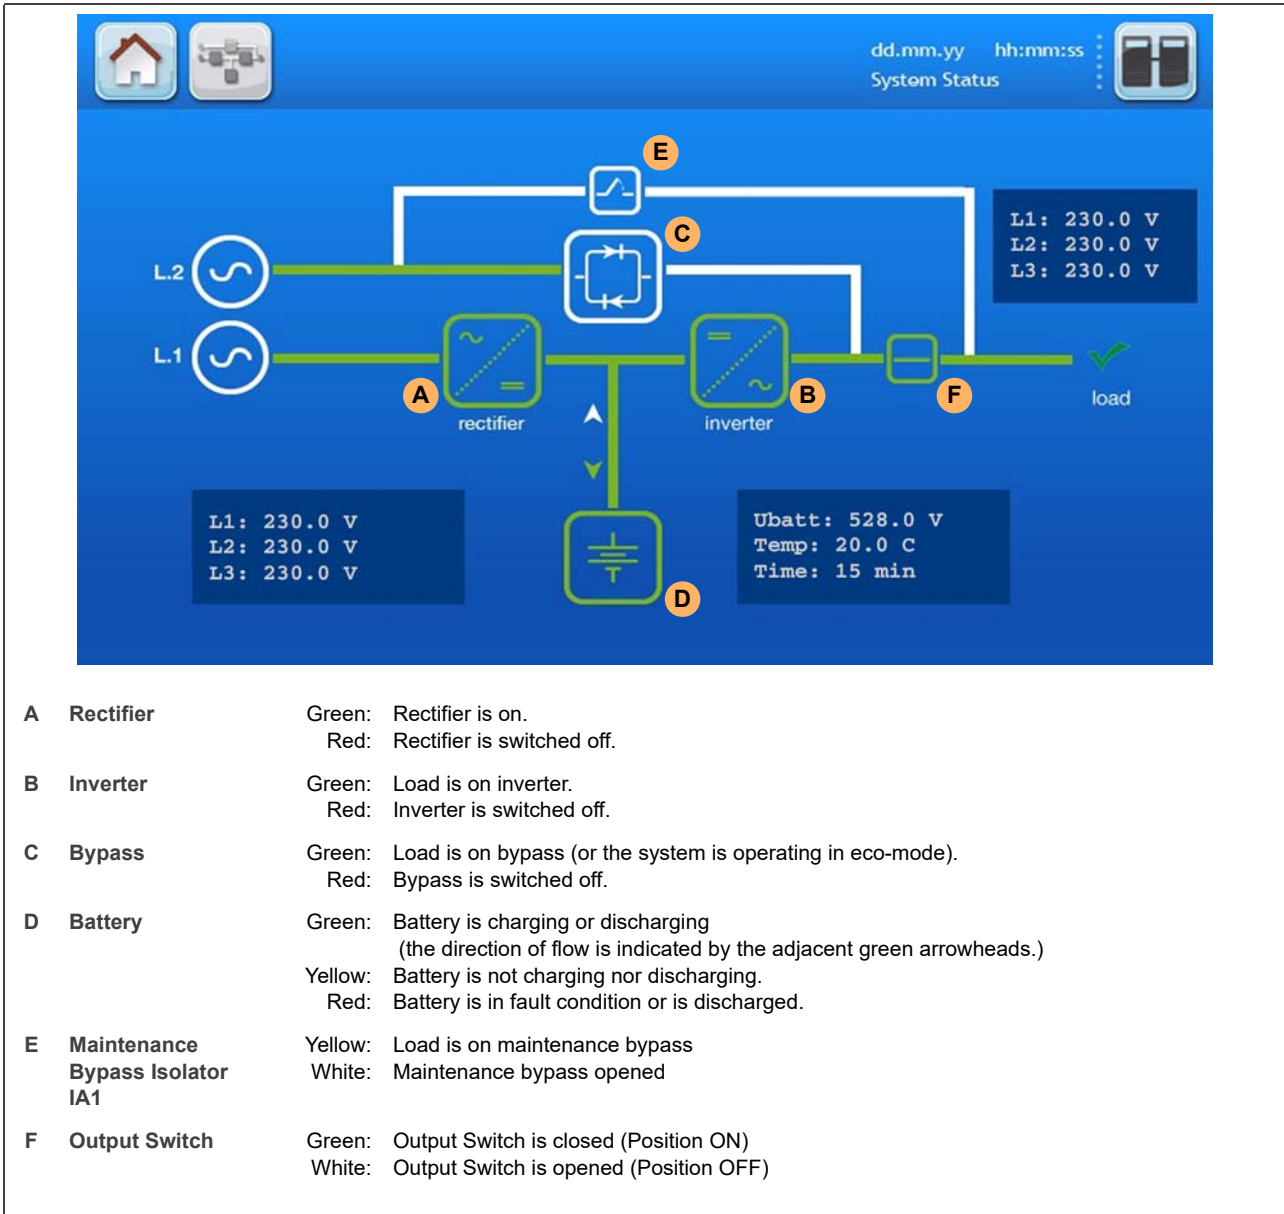 dd.mm.yy hh:mm:ss
System Status
E
C
L1: 230.0 V
L2: 230.0 V
L3: 230.0 V
L.2
L.1
A
B
F
rectifier
inverter
load
L1: 230.0 V
L2: 230.0 V
L3: 230.0 V
Ubatt: 528.0 V
Temp: 20.0 C
Time: 15 min
D
A Rectifier Green: Rectifier is on.
Red: Rectifier is switched off.
B Inverter Green: Load is on inverter.
Red: Inverter is switched off.
C Bypass Green: Load is on bypass (or the system is operating in eco-mode).
Red: Bypass is switched off.
D Battery Green: Battery is charging or discharging
(the direction of flow is indicated by the adjacent green arrowheads.)
Yellow: Battery is not charging nor discharging.
Red: Battery is in fault condition or is discharged.
E Maintenance Yellow: Load is on maintenance bypass
Bypass Isolator White: Maintenance bypass opened
IA1
F Output Switch Green: Output Switch is closed (Position ON)
White: Output Switch is opened (Position OFF)